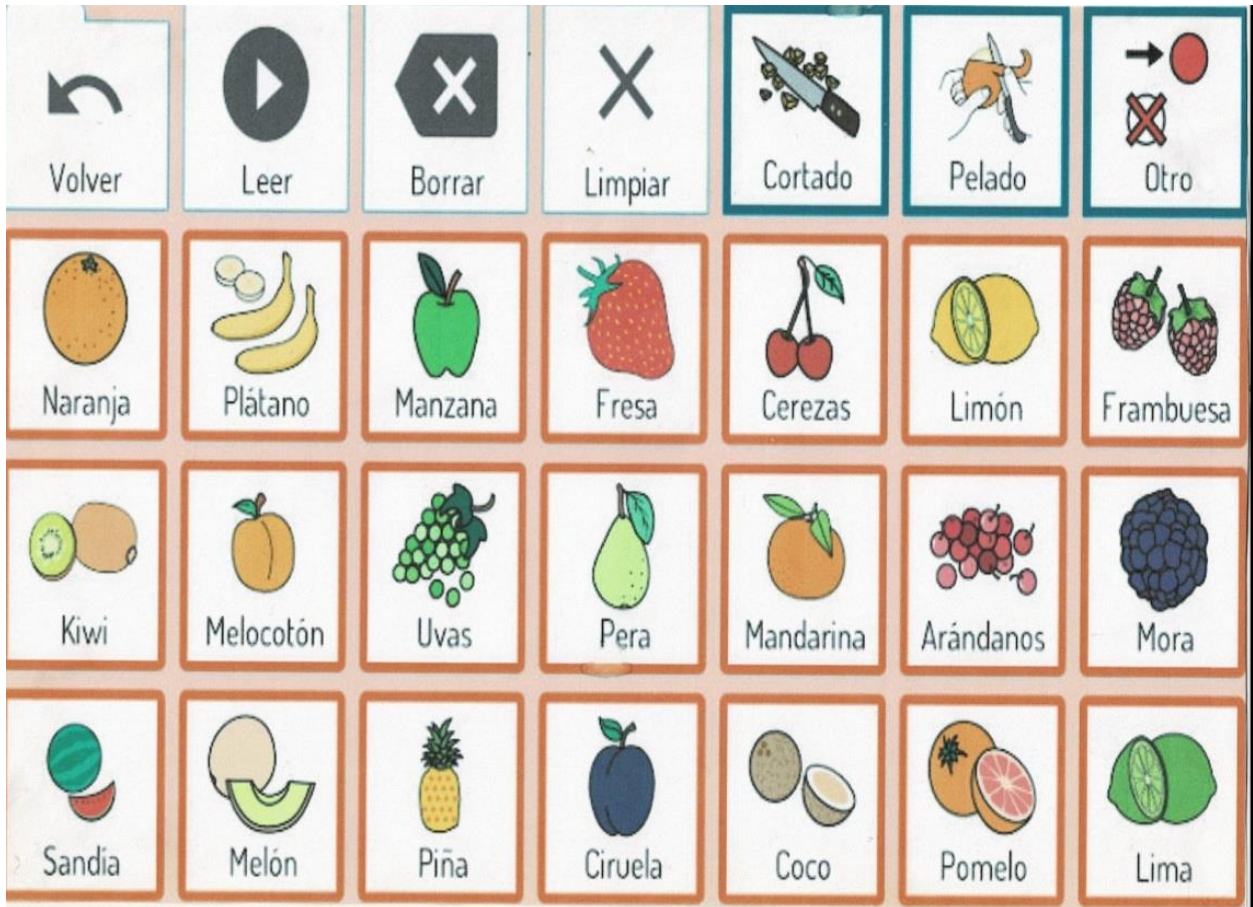 Volver
Leer
Borrar
Limpiar
Cortado
Pelado
Otro
Naranja
Plátano
Manzana
Fresa
Cerezas
Limón
Frambuesa
Kiwi
Melocotón
Uvas
Pera
Mandarina
Arándanos
Mora
Sandía
Melón
Piña
Ciruela
Coco
Pomelo
Lima